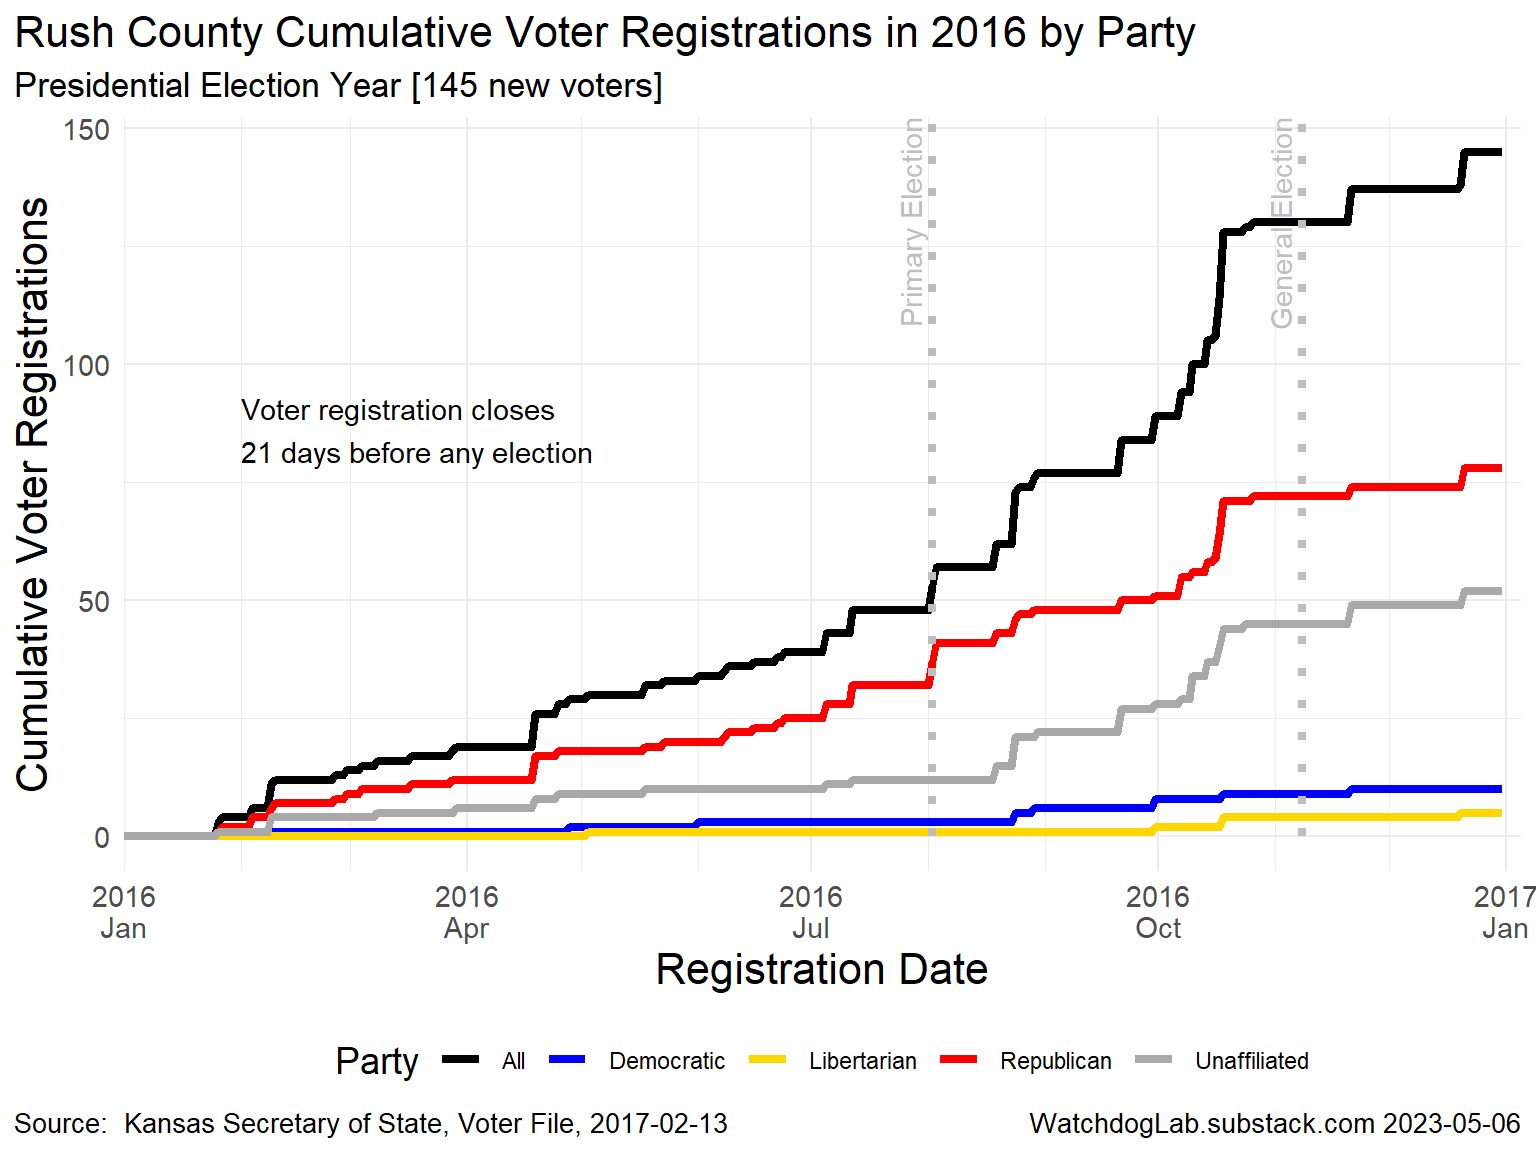 Rush County Cumulative Voter Registrations in 2016 by Party
Presidential Election Year [145 new voters]
Cumulative Voter Registrations
150
100
50
0
Primary Election
General Election
Voter registration closes
21 days before any election
2016
Jan
2016
Apr
2016
Jul
2016
Oct
2017
Jan
Registration Date
Party
All
Democratic
Libertarian
Republican
Unaffiliated
Source:  Kansas Secretary of State, Voter File, 2017-02-13
WatchdogLab.substack.com 2023-05-06